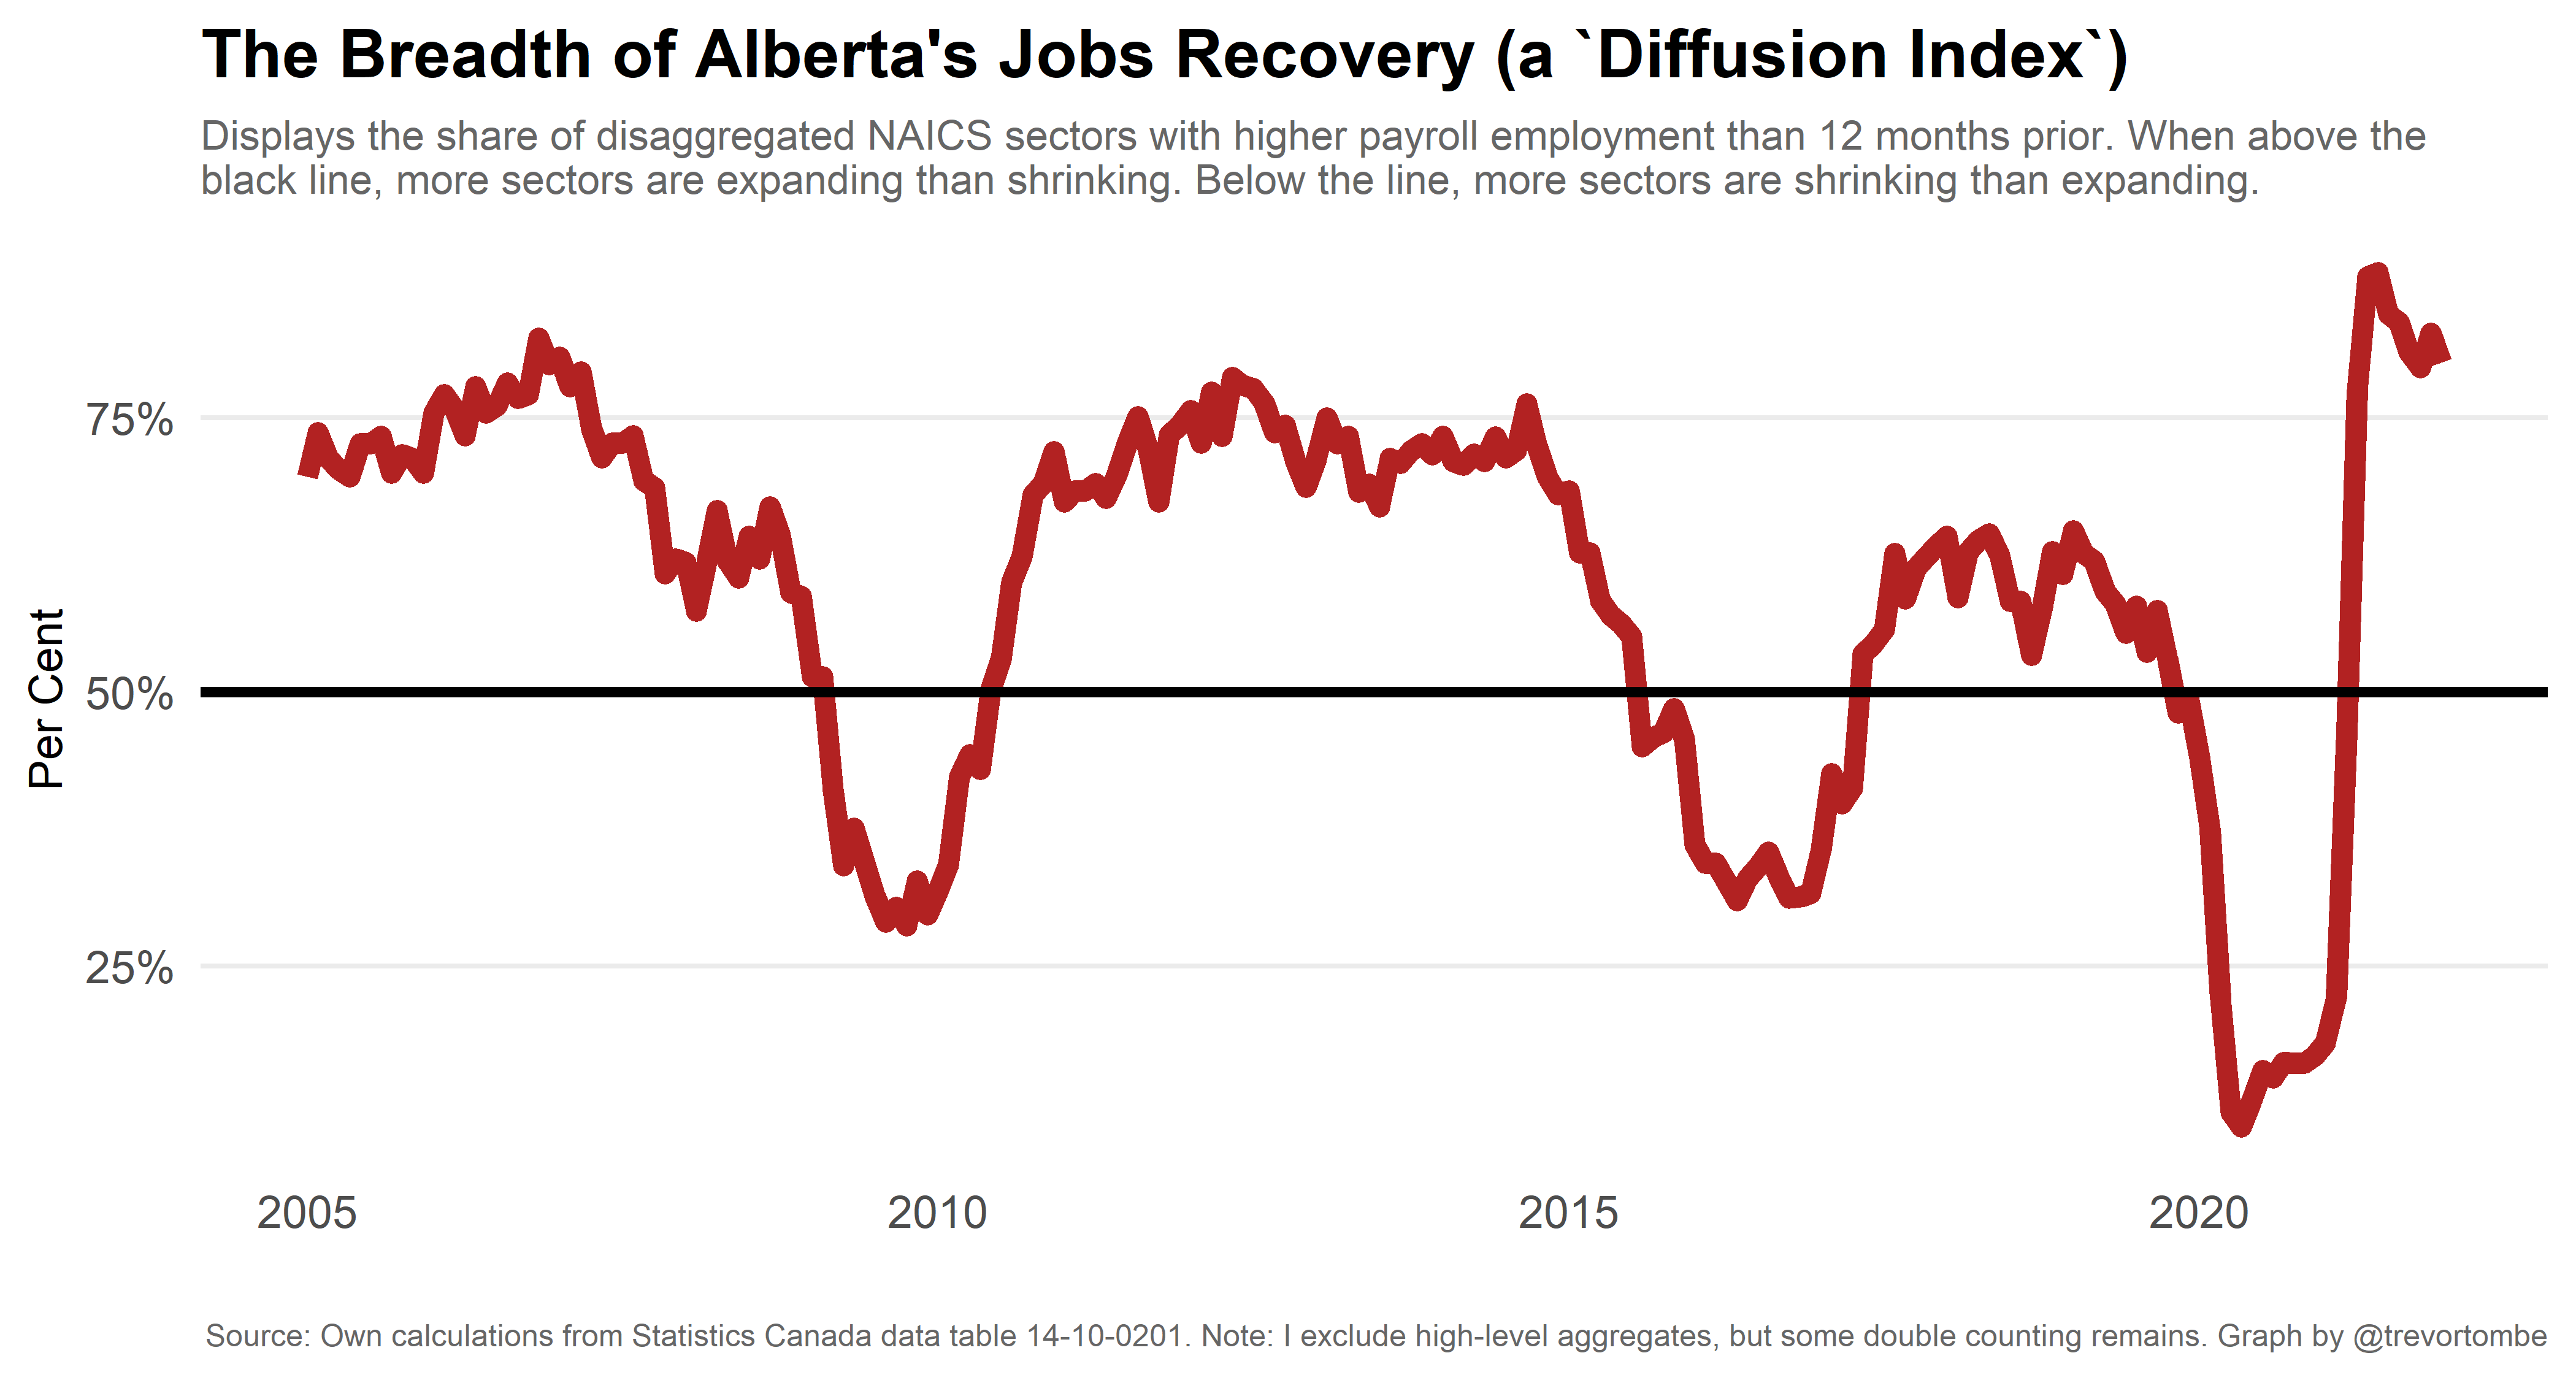 The Breadth of Alberta's Jobs Recovery (a `Diffusion Index`)
Displays the share of disaggregated NAICS sectors with higher payroll employment than 12 months prior. When above the
black line, more sectors are expanding than shrinking. Below the line, more sectors are shrinking than expanding.
Per Cent
75%
50%
25%
2005
2010
2015
2020
Source: Own calculations from Statistics Canada data table 14-10-0201. Note: I exclude high-level aggregates, but some double counting remains. Graph by @trevortombe